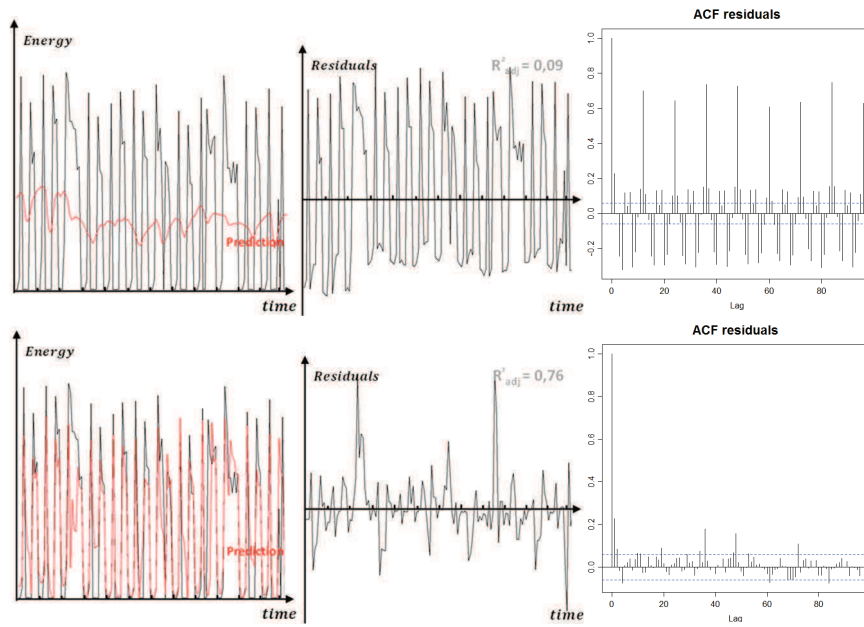 Energy
Prediction
time
Residuals
R²adj = 0,09
time
ACF residuals
1.0
0.8
0.6
0.4
0.2
0.0
-0.2
0
20
40
60
80
Lag
Energy
Prediction
time
Residuals
R²adj = 0,76
time
ACF residuals
1.0
0.8
0.6
0.4
0.2
0.0
0
20
40
60
80
Lag